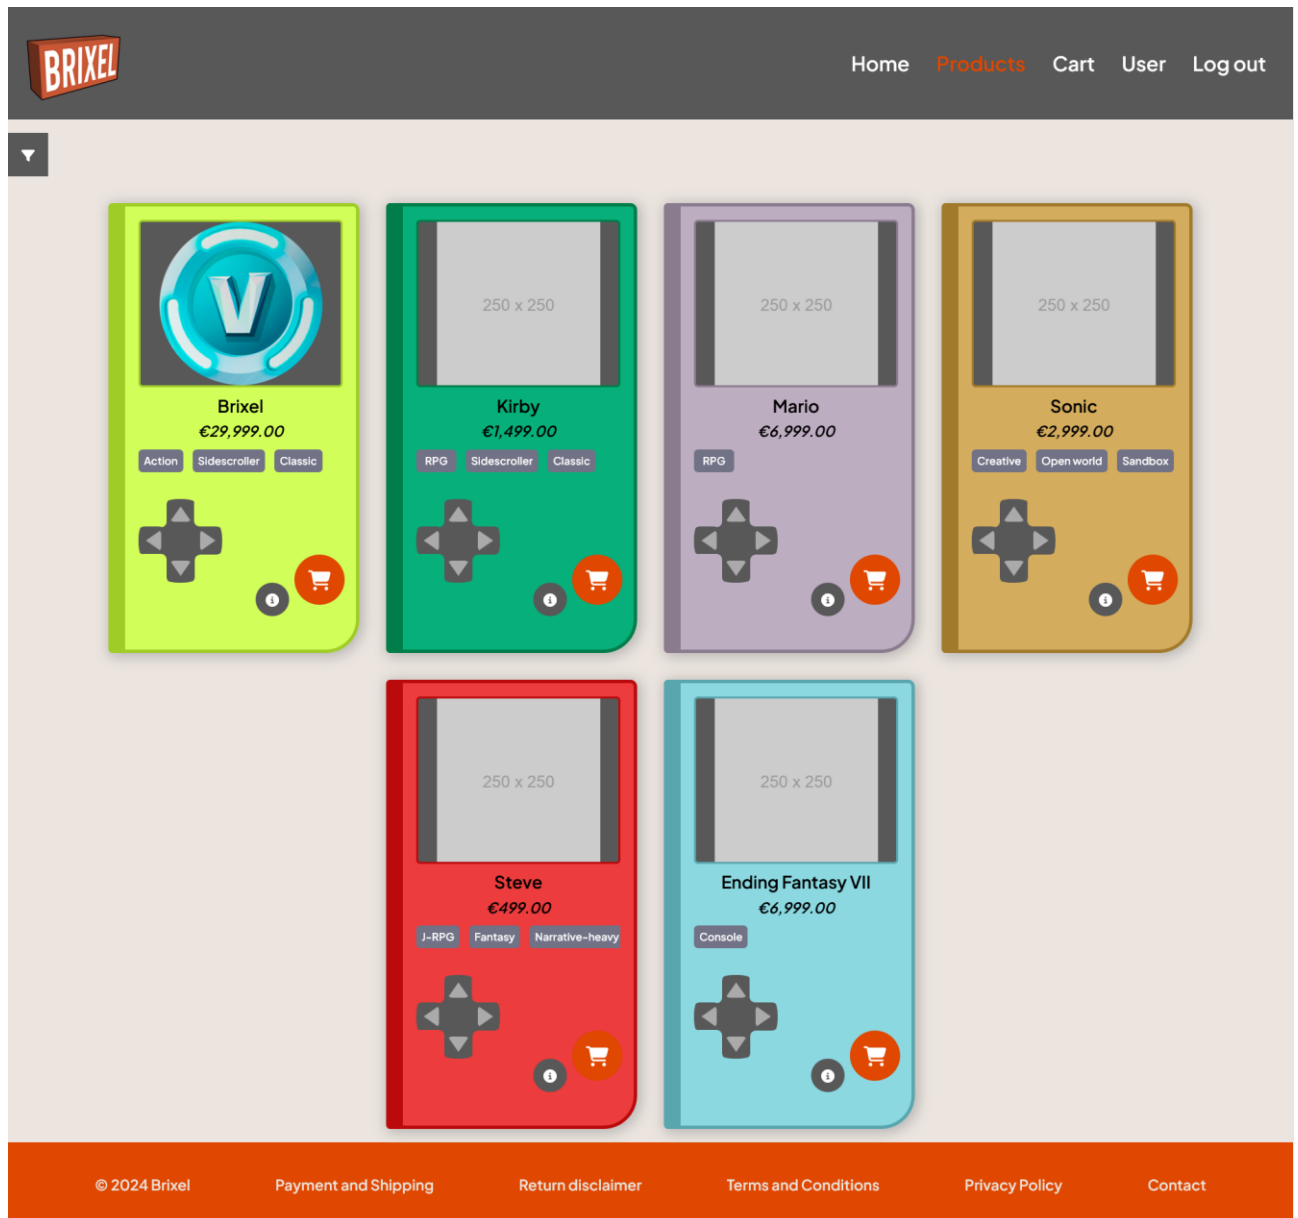 BRIXEL
Home Products Cart User Log out
V
250 x 250
250 x 250
250 x 250
Brixel
€29,999.00
Action Sidescroller Classic
Kirby
€1,499.00
RPG Sidescroller Classic
Mario
€6,999.00
RPG
Sonic
€2,999.00
Creative Open world Sandbox
250 x 250
250 x 250
Steve
€499.00
J-RPG Fantasy Narrative-heavy
Ending Fantasy VII
€6,999.00
Console
© 2024 Brixel Payment and Shipping Return disclaimer Terms and Conditions Privacy Policy Contact